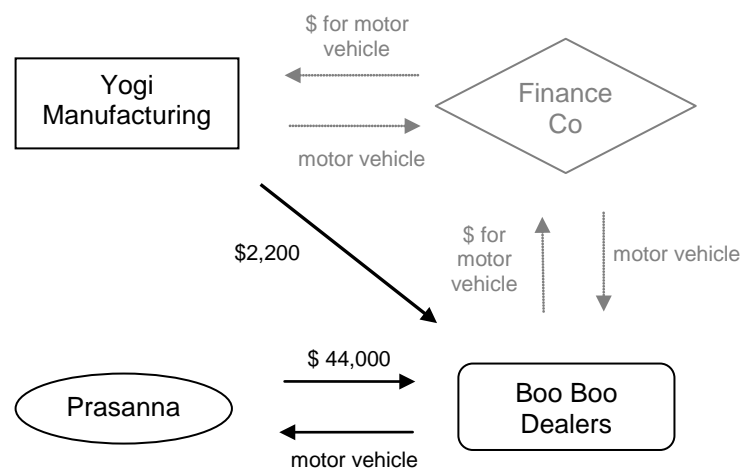 $ for motor
vehicle
Yogi
Manufacturing
Finance
Co
motor vehicle
$2,200
$ for
motor
vehicle
motor vehicle
$ 44,000
Prasanna
Boo Boo
Dealers
motor vehicle